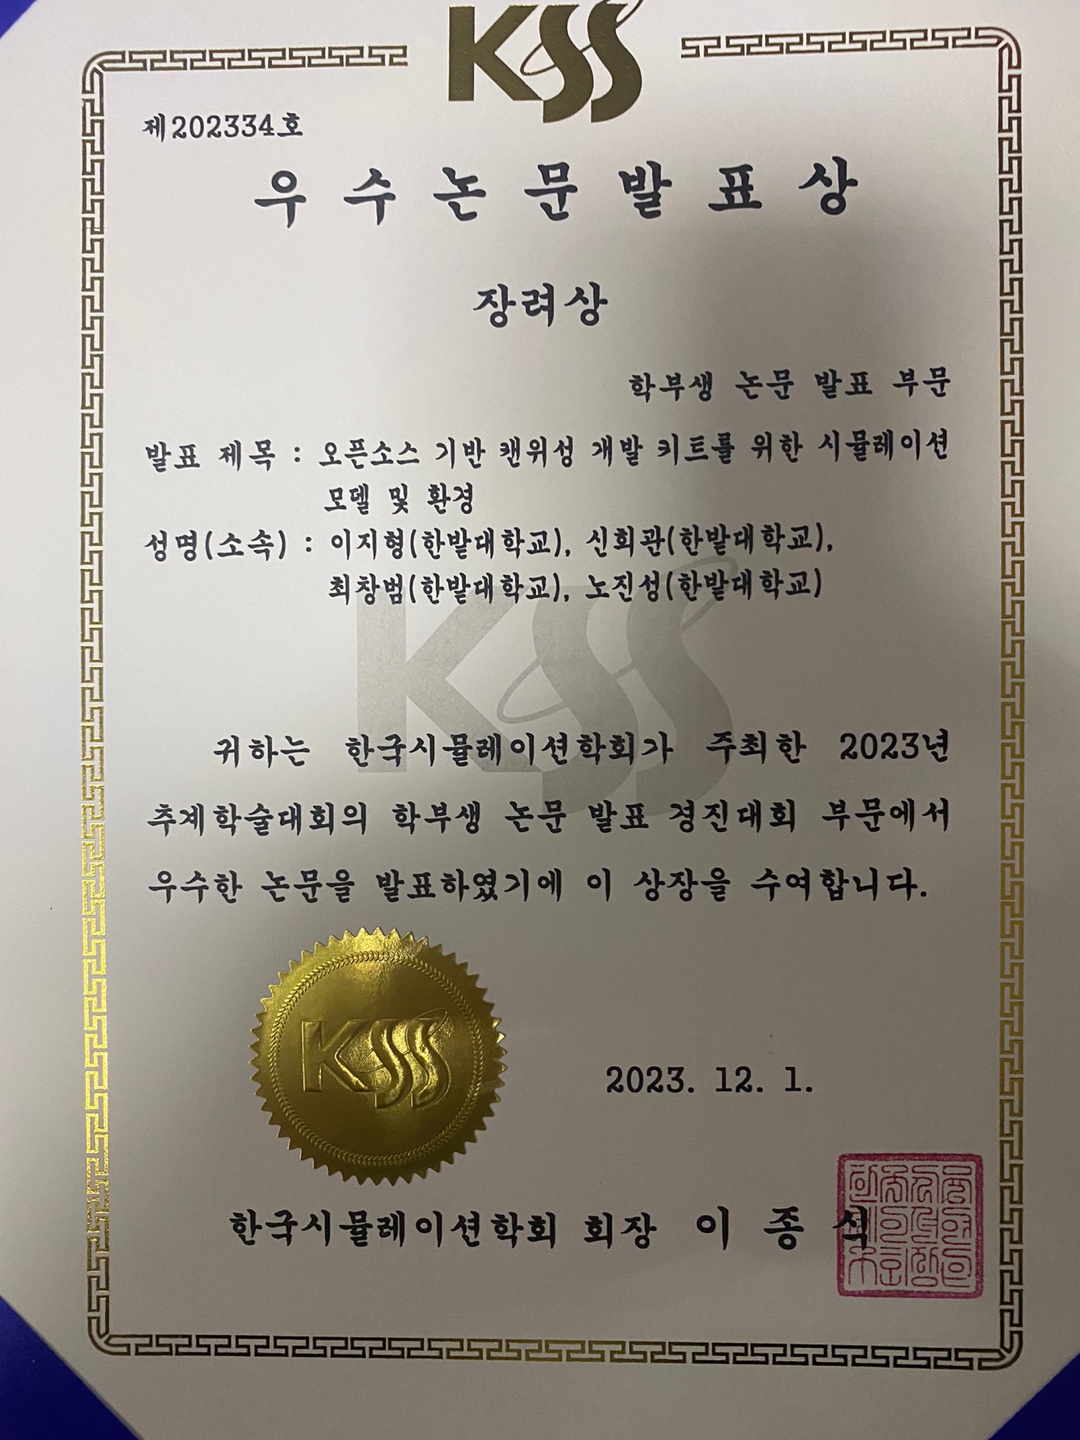 KSS
제202334호
우수논문발표상
장려상
학부생 논문 발표 부문
발표 제목 : 오픈소스 기반 캔위성 개발 키트를 위한 시뮬레이션
모델 및 환경
성명(소속) : 이지형(한밭대학교), 신희관(한밭대학교),
최창범(한밭대학교), 노진성(한밭대학교)
KSS
귀하는 한국시뮬레이션학회가 주최한 2023년
추계학술대회의 학부생 논문 발표 경진대회 부문에서
우수한 논문을 발표하였기에 이 상장을 수여합니다.
KSS
2023. 12. 1.
한국시뮬레이션학회 회장 이 종 석